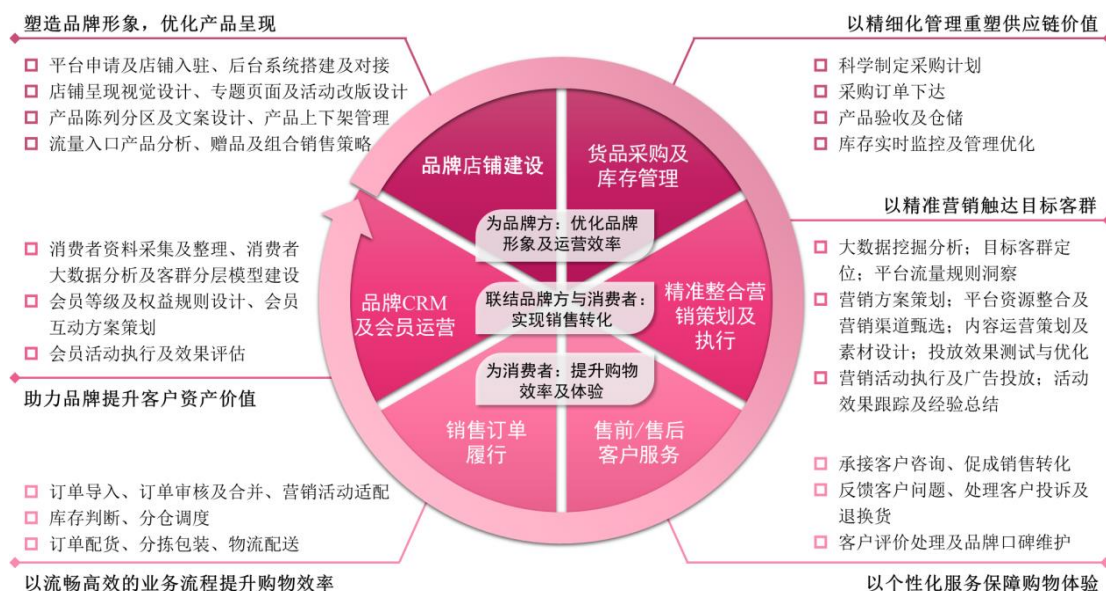 塑造品牌形象，优化产品呈现
平台申请及店铺入驻、后台系统搭建及对接
店铺呈现视觉设计、专题页面及活动改版设计
产品陈列分区及文案设计、产品上下架管理
流量入口产品分析、赠品及组合销售策略
以精细化管理重塑供应链价值
科学制定采购计划
采购订单下达
产品验收及仓储
库存实时监控及管理优化
品牌店铺建设
货品采购及
库存管理
为品牌方：优化品牌
形象及运营效率
以精准营销触达目标客群
大数据挖掘分析；目标客群定
位；平台流量规则洞察
营销方案策划；平台资源整合及
营销渠道甄选；内容运营策划及
素材设计；投放效果测试与优化
营销活动执行及广告投放；活动
效果跟踪及经验总结
消费者资料采集及整理、消费者
大数据分析及客群分层模型建设
会员等级及权益规则设计、会员
互动方案策划
会员活动执行及效果评估
助力品牌提升客户资产价值
品牌CRM
及会员运营
联结品牌方与消费者：
实现销售转化
精准整合营
销策划及
执行
为消费者：提升购物
效率及体验
销售订单
履行
售前/售后
客户服务
订单导入、订单审核及合并、营销活动适配
库存判断、分仓调度
订单配货、分拣包装、物流配送
以流畅高效的业务流程提升购物效率
承接客户咨询、促成销售转化
反馈客户问题、处理客户投诉及
退换货
客户评价处理及品牌口碑维护
以个性化服务保障购物体验